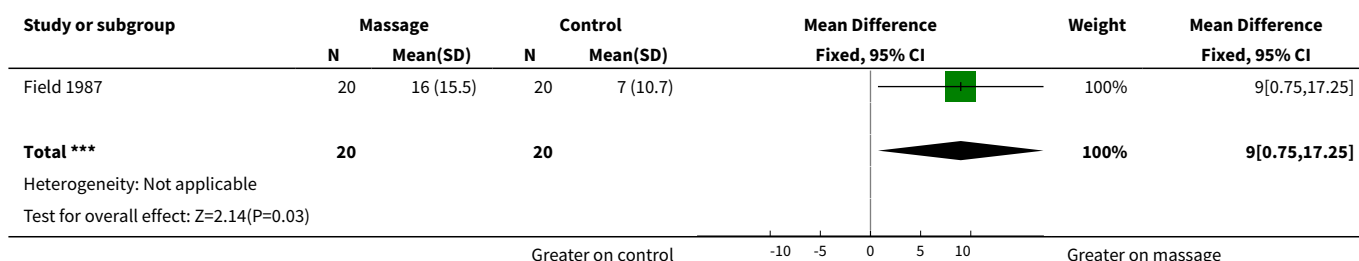 Study or subgroup Massage Control Mean Difference Weight Mean Difference
N Mean(SD) N Mean(SD) Fixed, 95% CI Fixed, 95% CI
Field 1987 20 16 (15.5) 20 7 (10.7) 100% 9[0.75,17.25]
Total *** 20 20 100% 9[0.75,17.25]
Heterogeneity: Not applicable
Test for overall effect: Z=2.14(P=0.03)
Greater on control -10 -5 0 5 10 Greater on massage